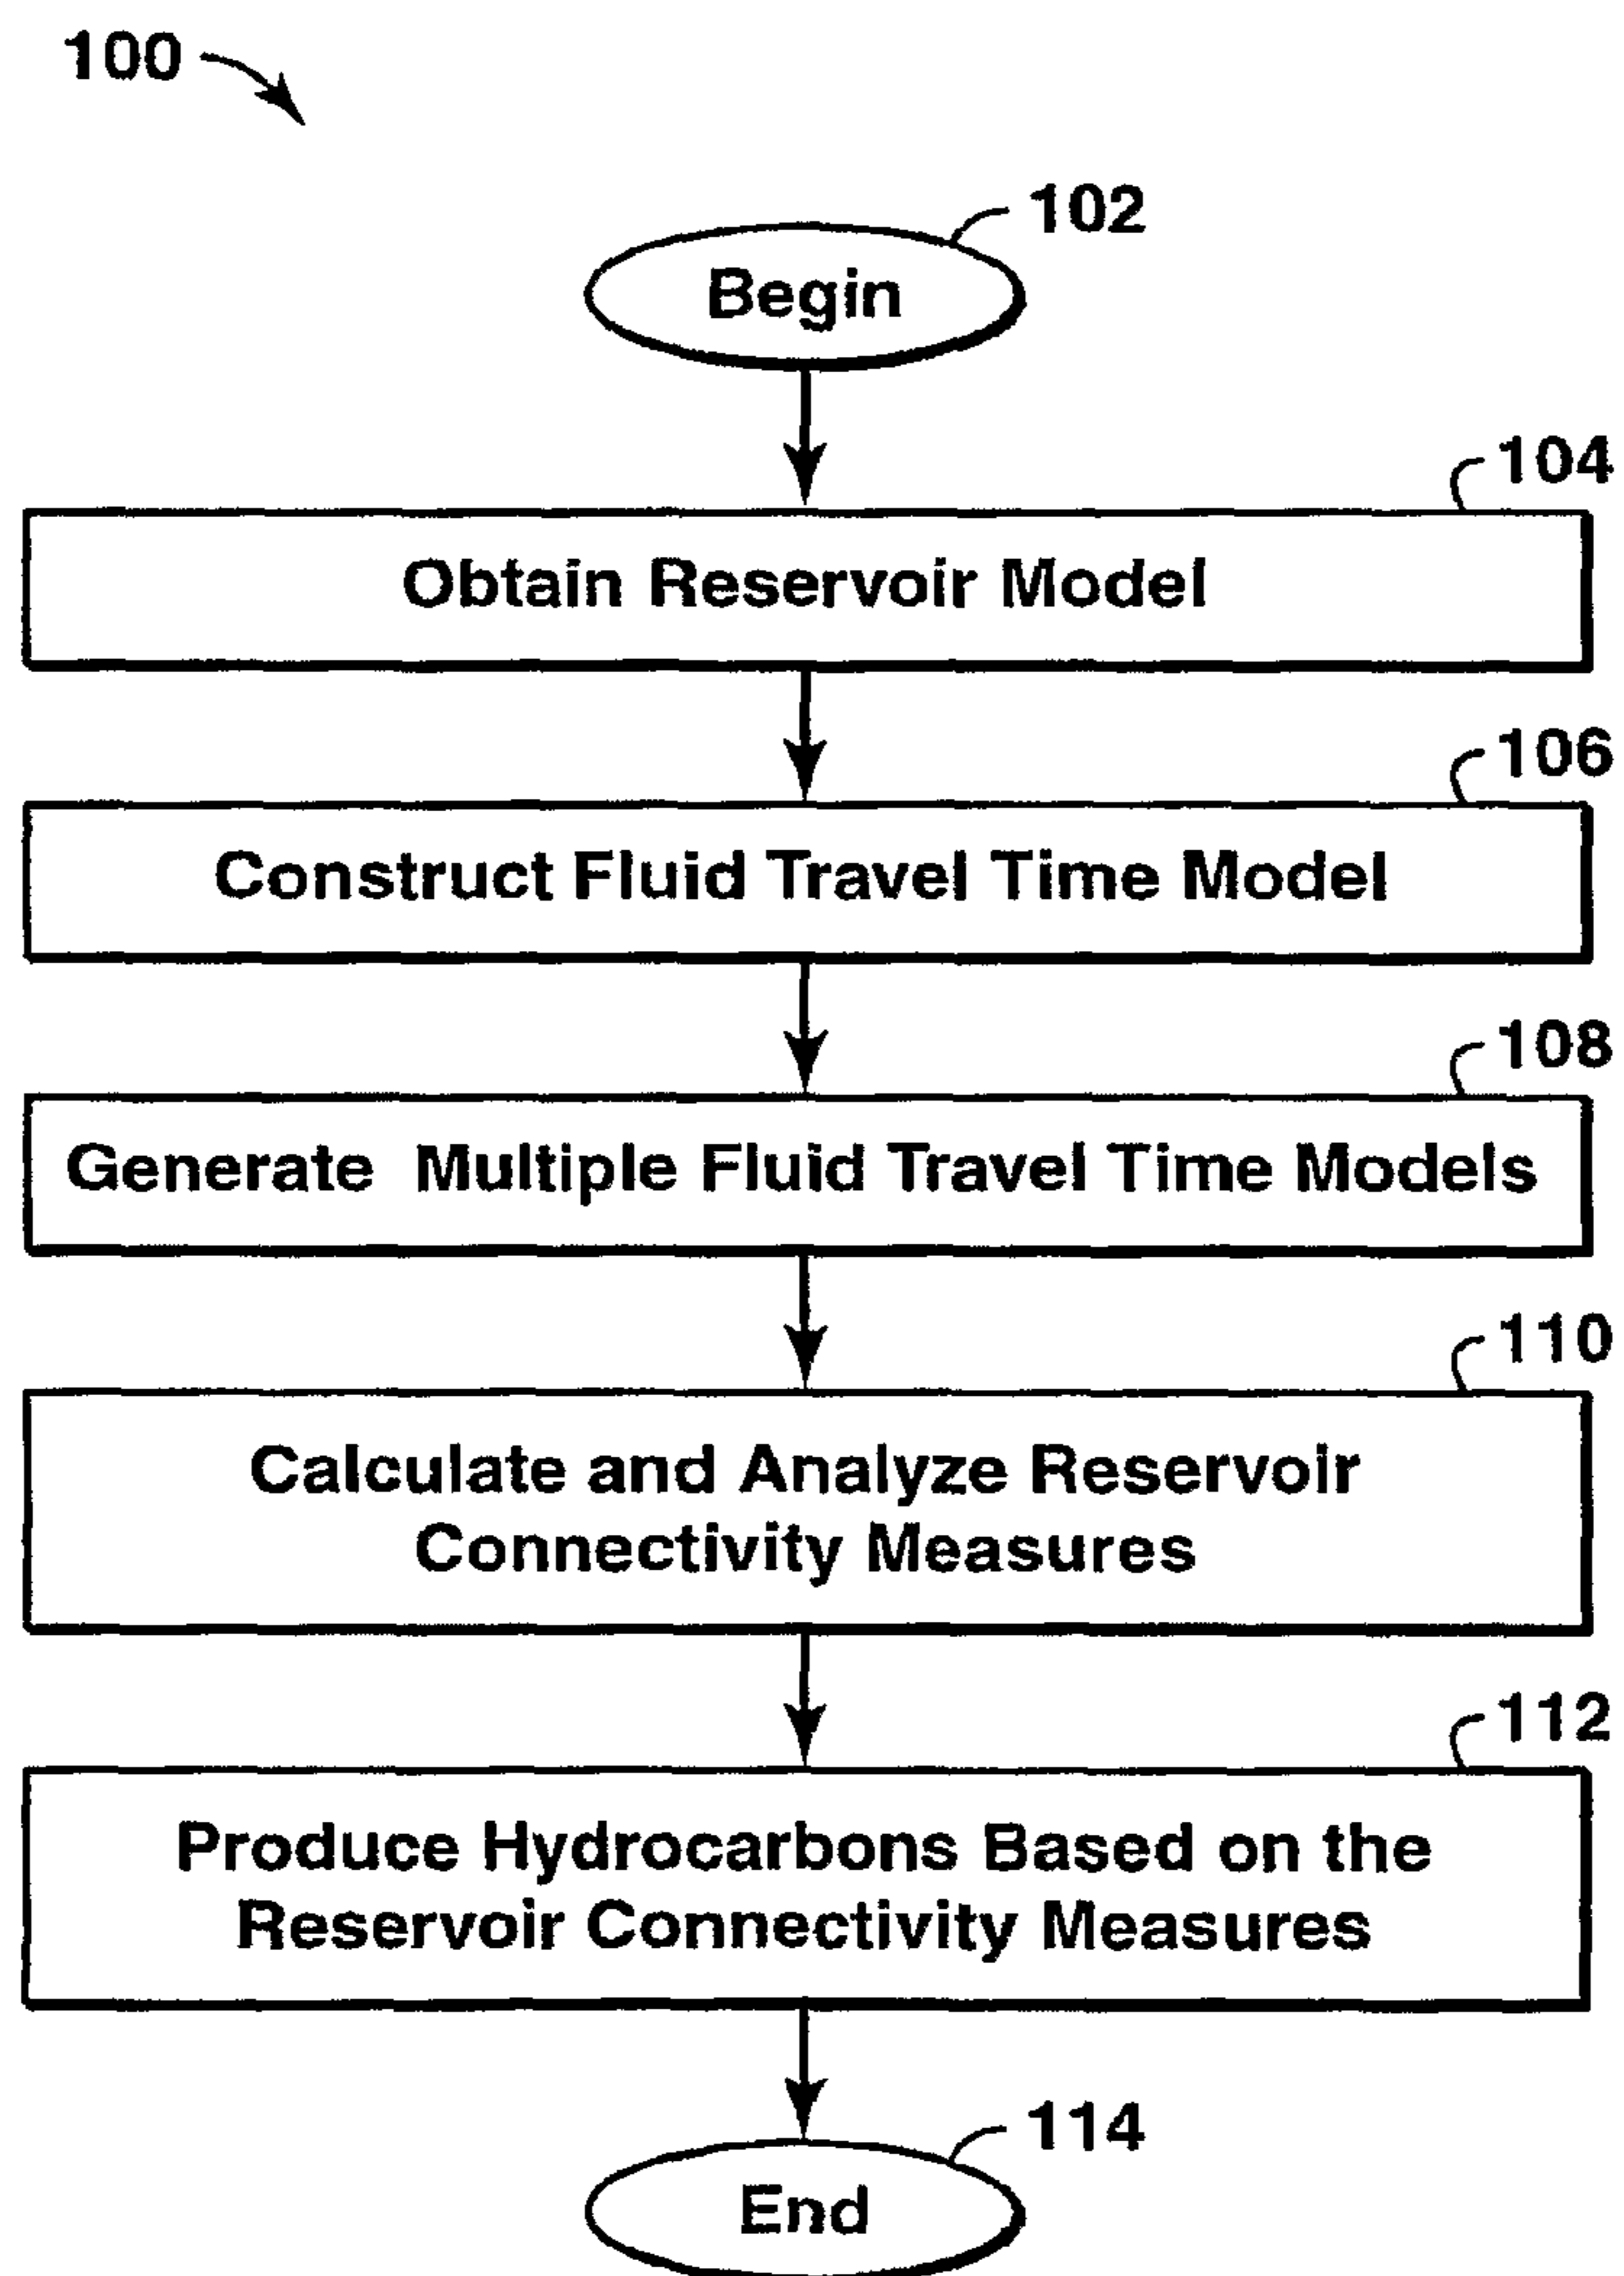 100
102
Begin
104
Obtain Reservoir Model
106
Construct Fluid Travel Time Model
108
Generate Multiple Fluid Travel Time Models
110
Calculate and Analyze Reservoir
Connectivity Measures
112
Produce Hydrocarbons Based on the
Reservoir Connectivity Measures
114
End